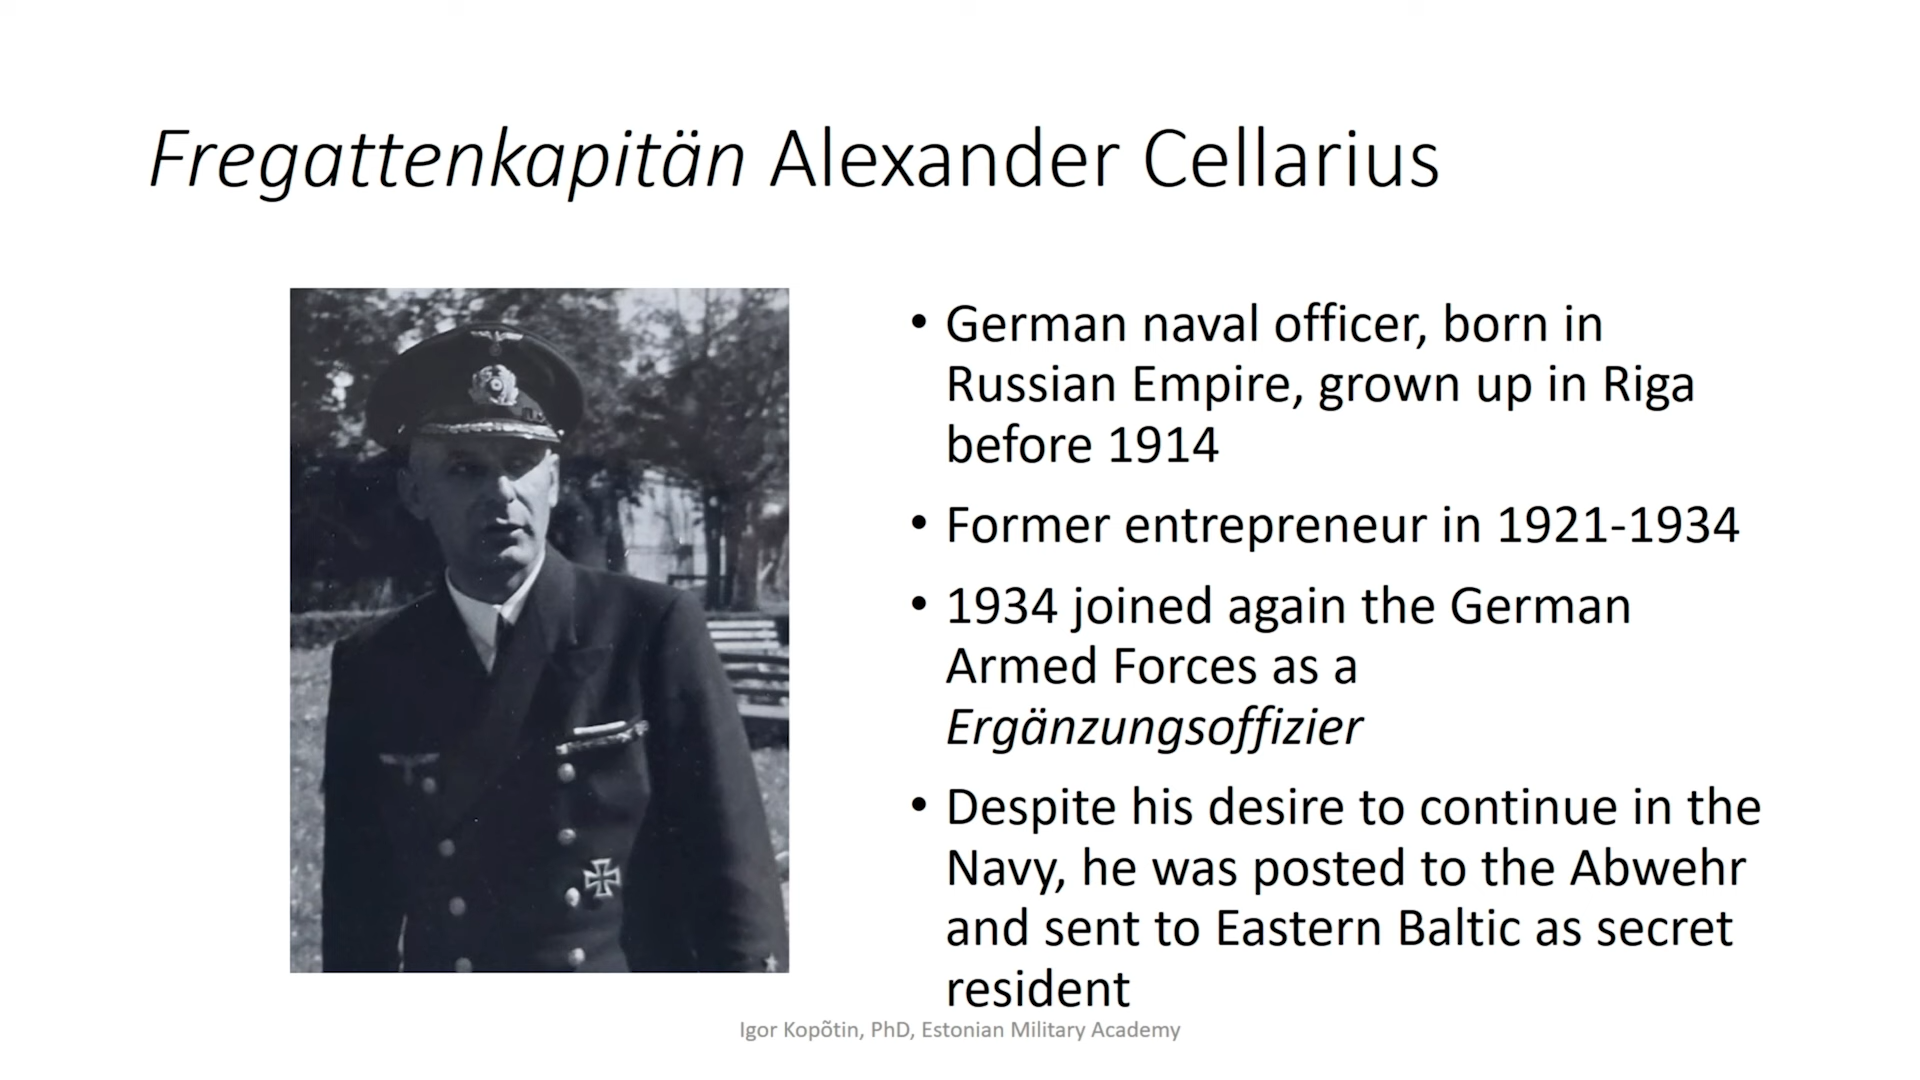 Fregattenkapitän Alexander Cellarius
• German naval officer, born in
Russian Empire, grown up in Riga
before 1914
• Former entrepreneur in 1921-1934
• 1934 joined again the German
Armed Forces as a
Ergänzungsoffizier
• Despite his desire to continue in the
Navy, he was posted to the Abwehr
and sent to Eastern Baltic as secret
resident
Igor Kopõtin, PhD, Estonian Military Academy